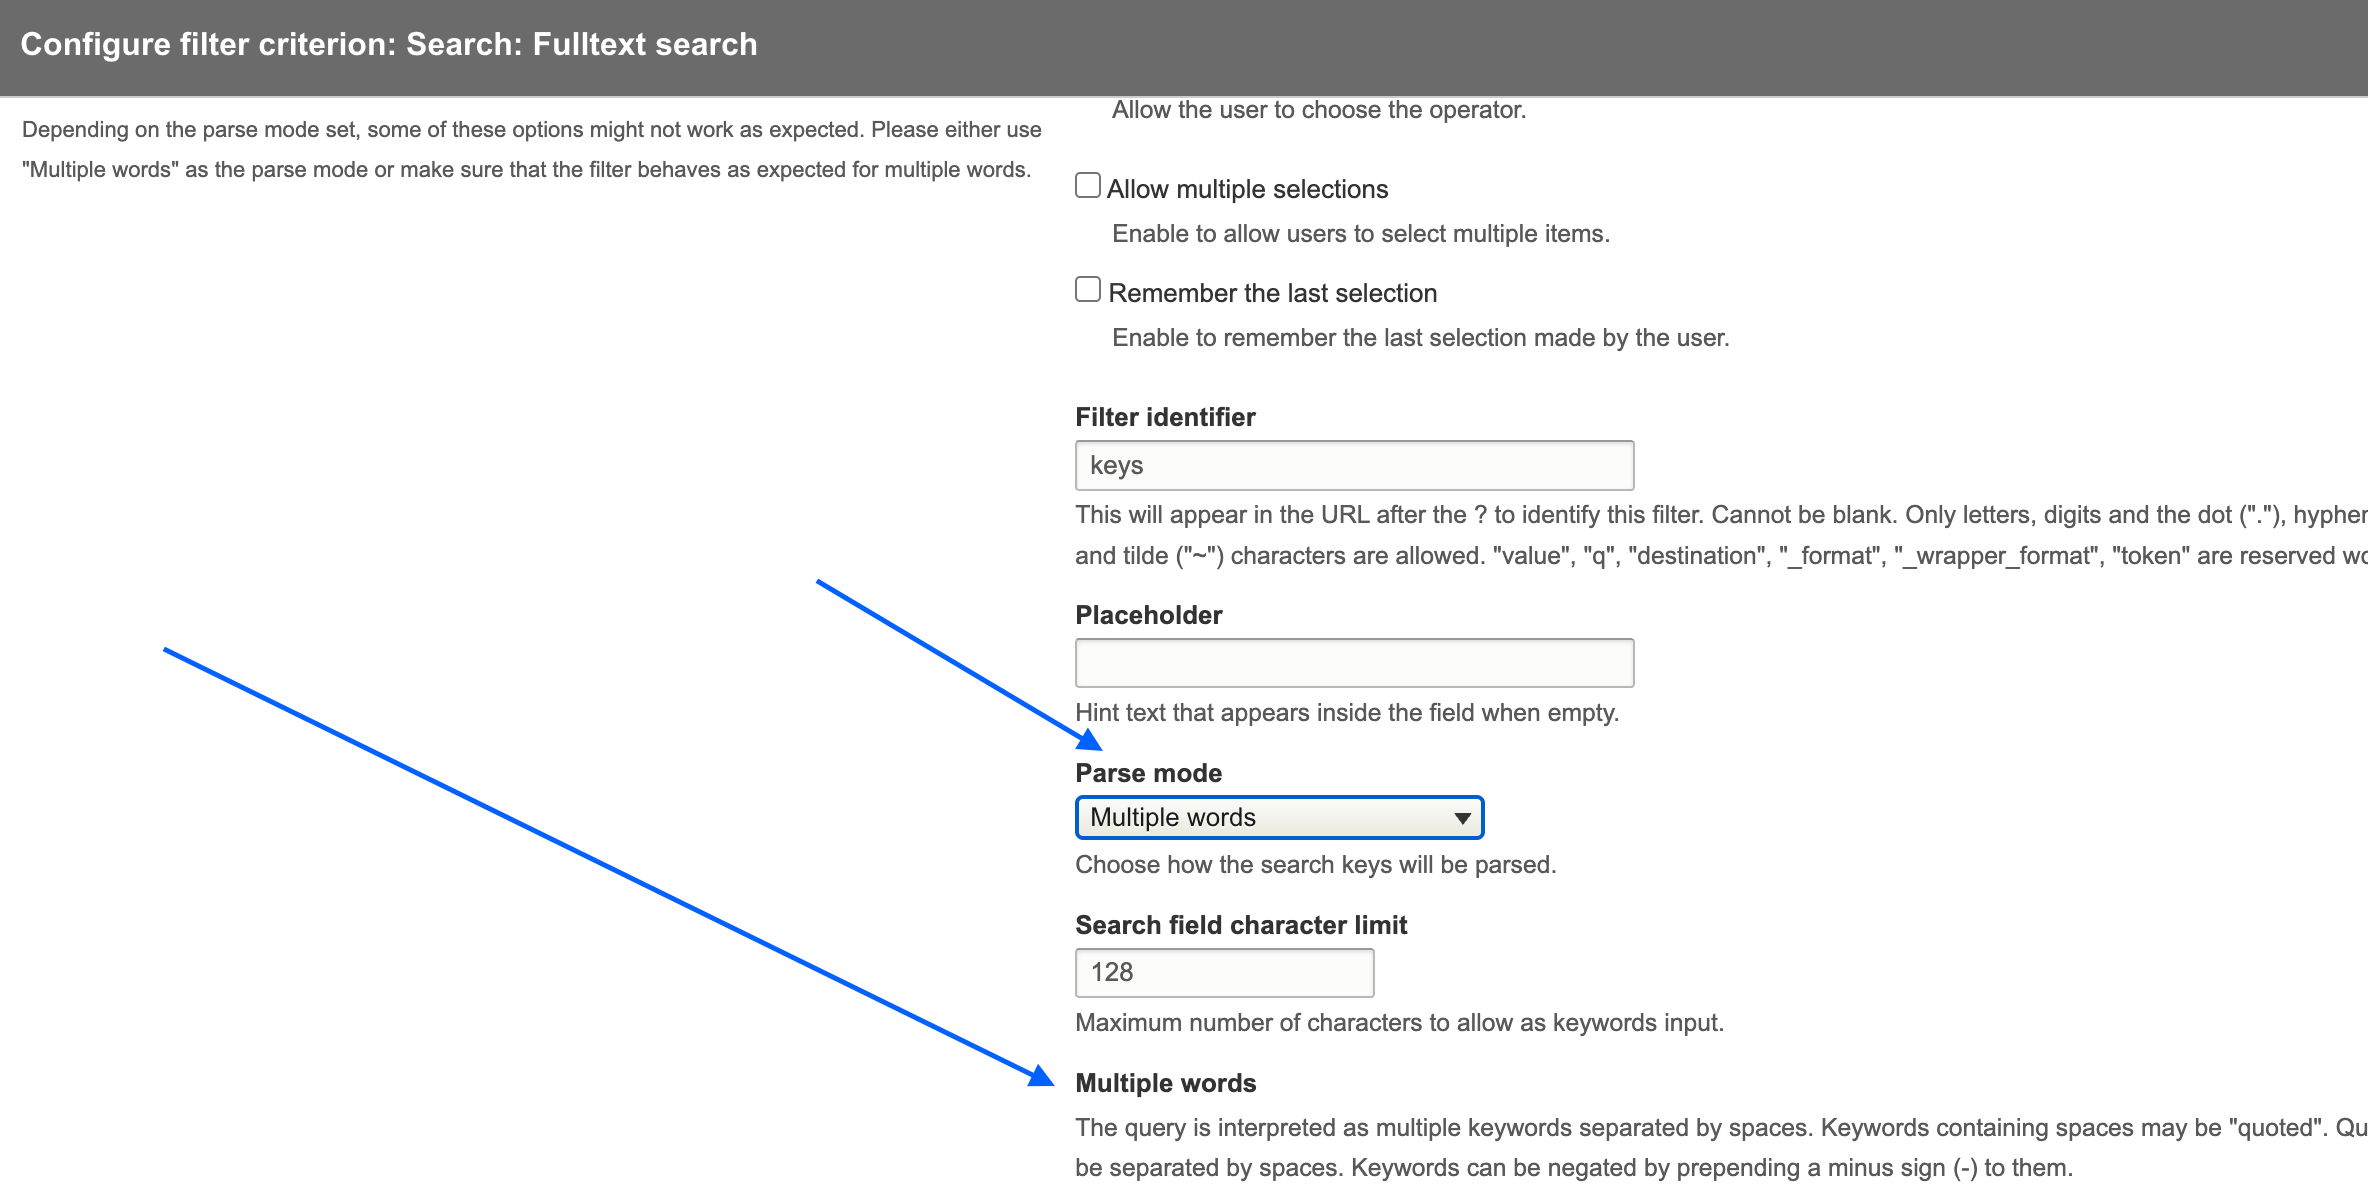 Configure filter criterion: Search: Fulltext search
Depending on the parse mode set, some of these options might not work as expected. Please either use
"Multiple words" as the parse mode or make sure that the filter behaves as expected for multiple words.
Allow the user to choose the operator.
Allow multiple selections
Enable to allow users to select multiple items.
Remember the last selection
Enable to remember the last selection made by the user.
Filter identifier
keys
This will appear in the URL after the ? to identify this filter. Cannot be blank. Only letters, digits and the dot ("."),
and tilde ("~") characters are allowed. "value", "q", "destination", "_format", "_wrapper_format", "token" are reserved
Placeholder
Hint text that appears inside the field when empty.
Parse mode
Multiple words
Choose how the search keys will be parsed.
Search field character limit
128
Maximum number of characters to allow as keywords input.
Multiple words
The query is interpreted as multiple keywords separated by spaces. Keywords containing spaces may be "quoted".
be separated by spaces. Keywords can be negated by prepending a minus sign (-) to them.